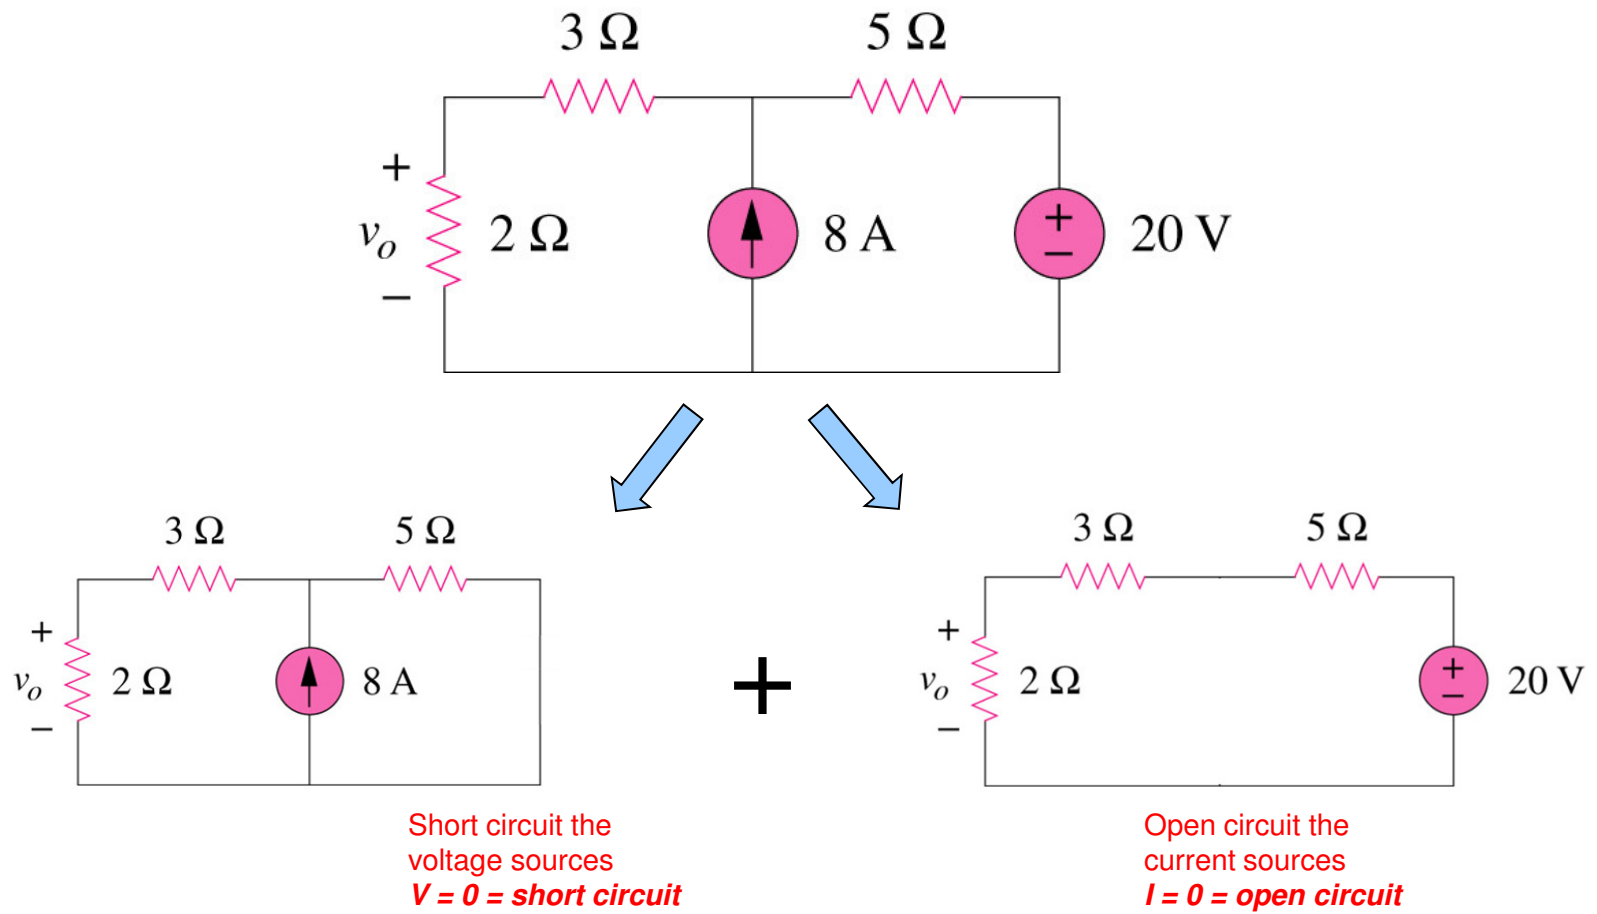 3 Ω
5 Ω
+
v_o
−
2 Ω
8 A
+
−
20 V
3 Ω
5 Ω
+
v_o
−
2 Ω
8 A
+
3 Ω
5 Ω
+
v_o
−
2 Ω
+
−
20 V
Short circuit the
voltage sources
V = 0 = short circuit
Open circuit the
current sources
I = 0 = open circuit